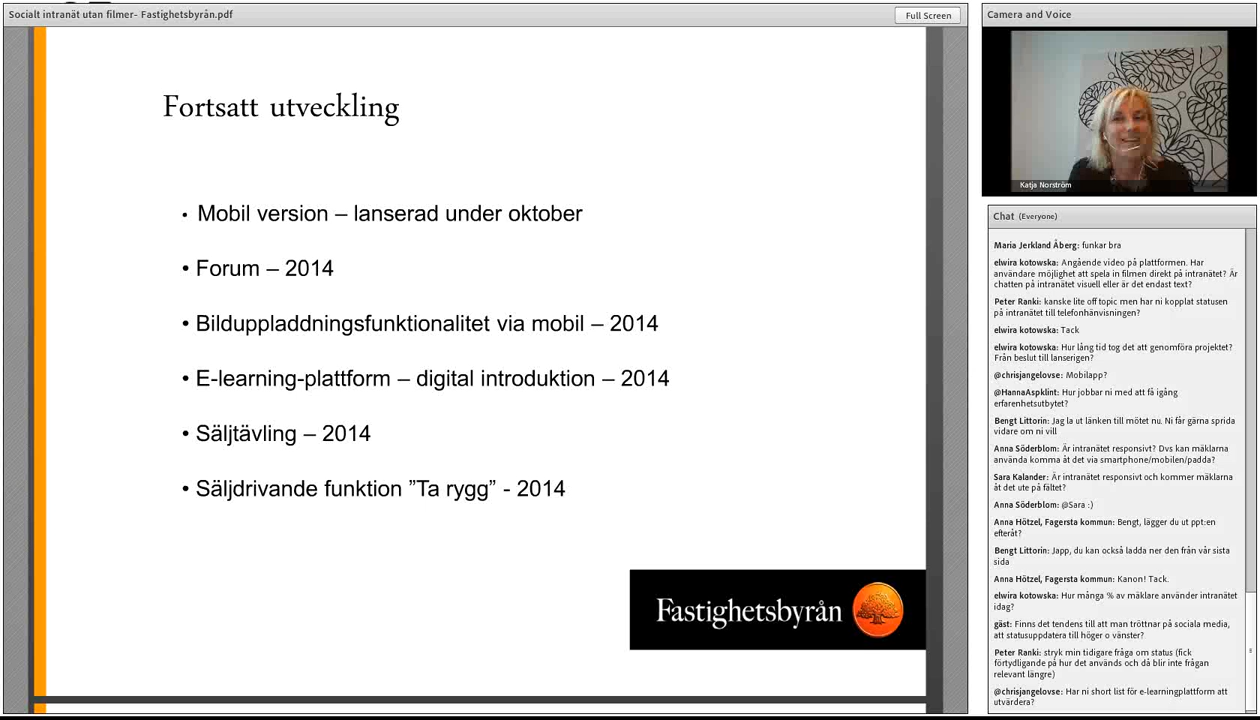 Socialt intranät utan filmer- Fastighetsbyrån.pdf
Full Screen
Fortsatt utveckling
• Mobil version – lanserad under oktober
• Forum – 2014
• Bilduppladdningsfunktionalitet via mobil – 2014
• E-learning-plattform – digital introduktion – 2014
• Säljtävling – 2014
• Säljdrivande funktion ”Ta rygg” - 2014
Fastighetsbyrån
Camera and Voice
Katja Norström
Chat (Everyone)
Maria Jerkland Åberg: funkar bra
elwira kotowska: Angående video på plattformen. Har
användare möjlighet att spela in filmen direkt på intranätet? Är
chatten på intranätet visuell eller är det endast text?
Peter Ranki: kanske lite off topic men har ni kopplat statusen
på intranätet till telefonhänvisningen?
elwira kotowska: Tack
elwira kotowska: Hur lång tid tog det att genomföra projektet?
Från beslut till lanserigen?
@chrisjangelovse: Mobilapp?
@HannaAspklint: Hur jobbar ni med att få igång
erfarenhetsutbytet?
Bengt Littorin: Jag la ut länken till mötet nu. Ni får gärna sprida
vidare om ni vill
Anna Söderblom: Är intranätet responsivt? Dvs kan mäklarna
använda komma åt det via smartphone/mobilen/padda?
Sara Kalander: Är intranätet responsivt och kommer mäklarna
åt det ute på fältet?
Anna Söderblom: @Sara :)
Anna Hötzel, Fagersta kommun: Bengt, lägger du ut ppt:en
efteråt?
Bengt Littorin: Japp, du kan också ladda ner den från vår sista
sida
Anna Hötzel, Fagersta kommun: Kanon! Tack.
elwira kotowska: Hur många % av mäklare använder intranätet
idag?
gäst: Finns det tendens till att man tröttnar på sociala media,
att statusuppdatera till höger o vänster?
Peter Ranki: stryk min tidigare fråga om status (fick
förtydligande på hur det används och då blir inte frågan
relevant längre)
@chrisjangelovse: Har ni short list för e-learningplattform att
utvärdera?